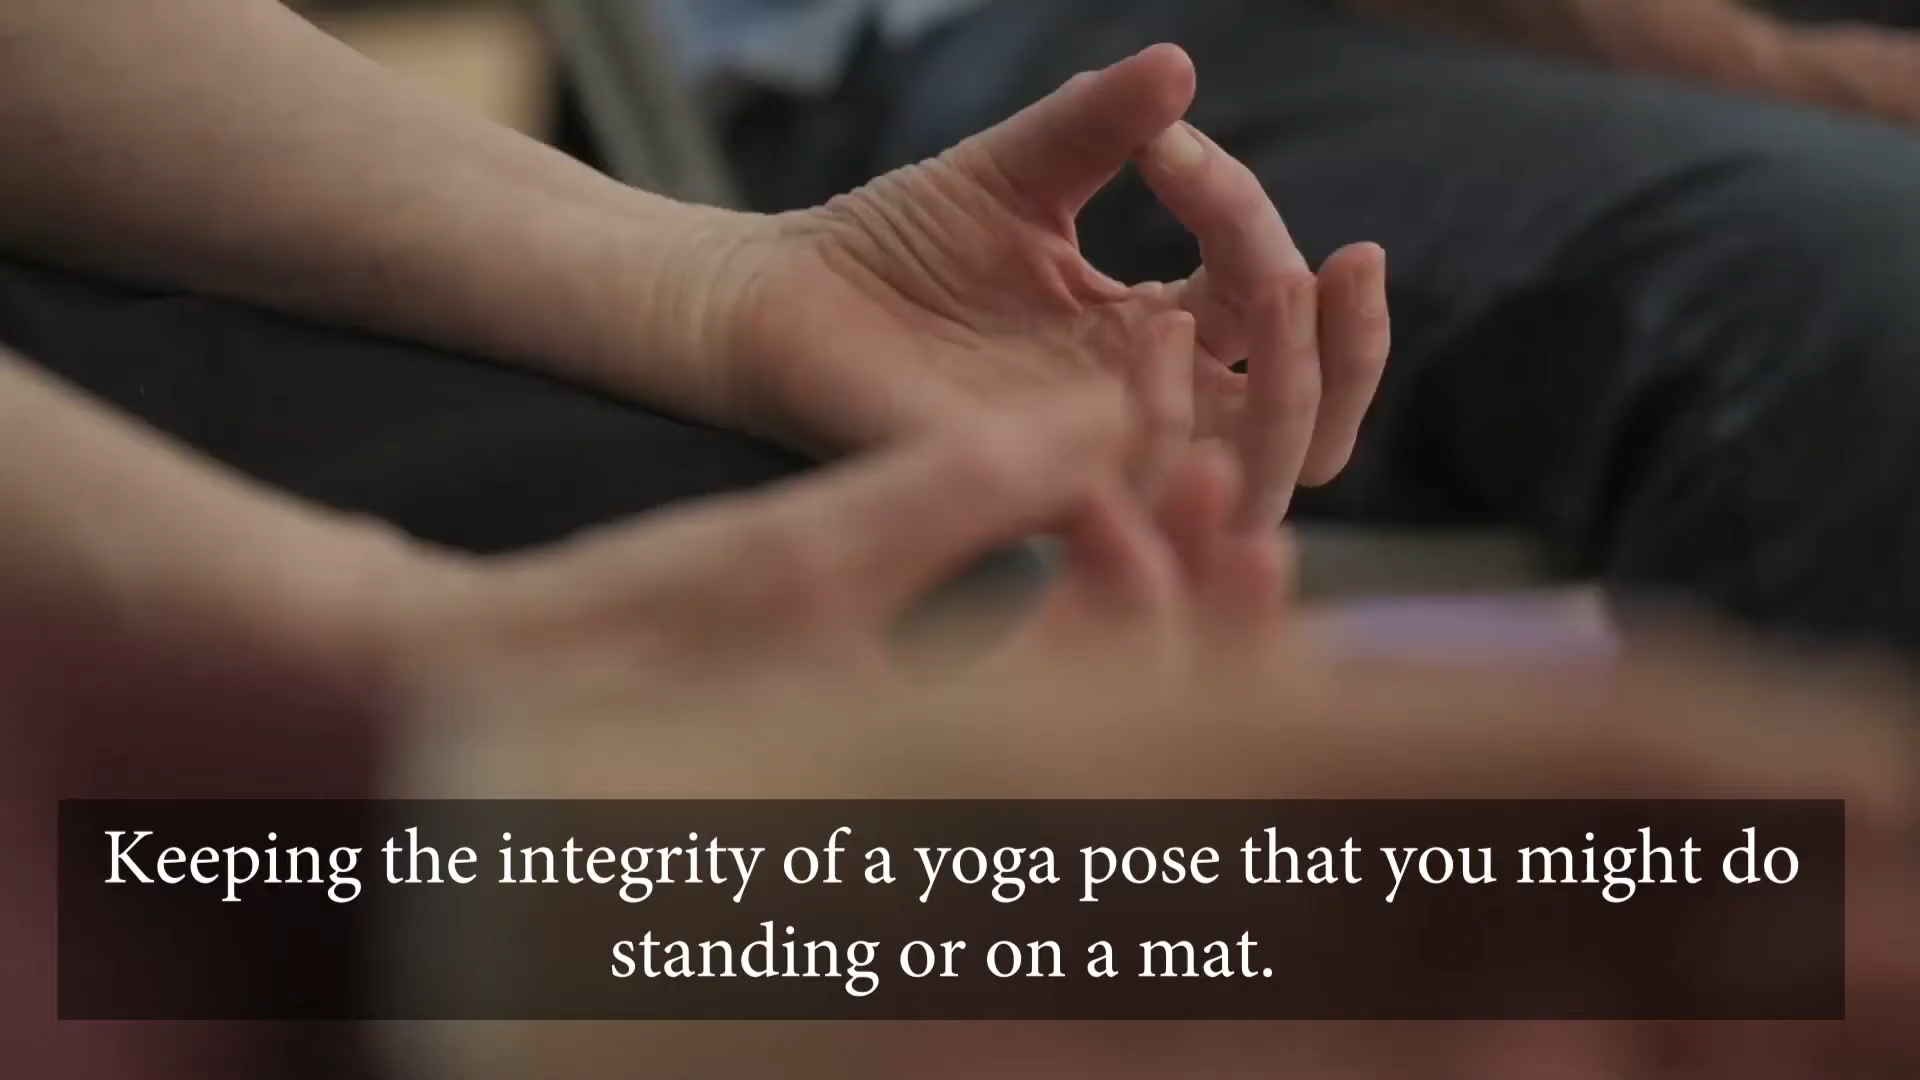 Keeping the integrity of a yoga pose that you might do
standing or on a mat.